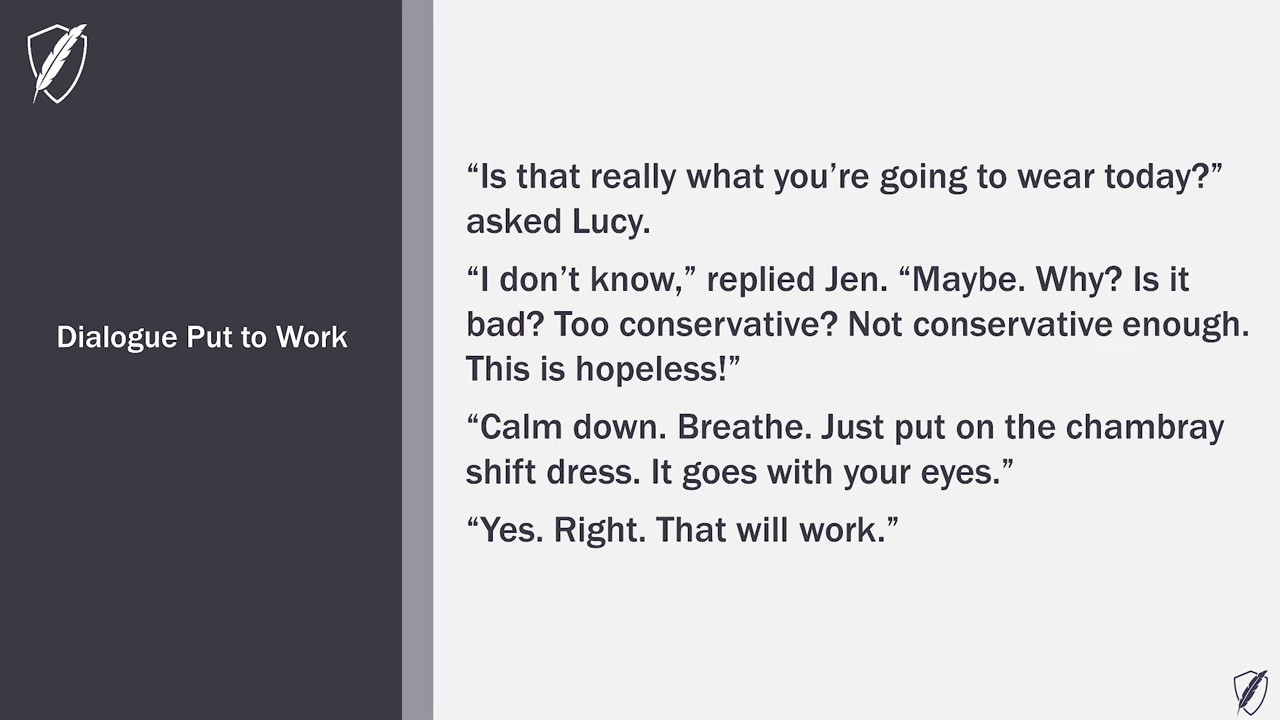 Dialogue Put to Work
“Is that really what you’re going to wear today?”
asked Lucy.
“I don’t know,” replied Jen. “Maybe. Why? Is it
bad? Too conservative? Not conservative enough.
This is hopeless!”
“Calm down. Breathe. Just put on the chambray
shift dress. It goes with your eyes.”
“Yes. Right. That will work.”